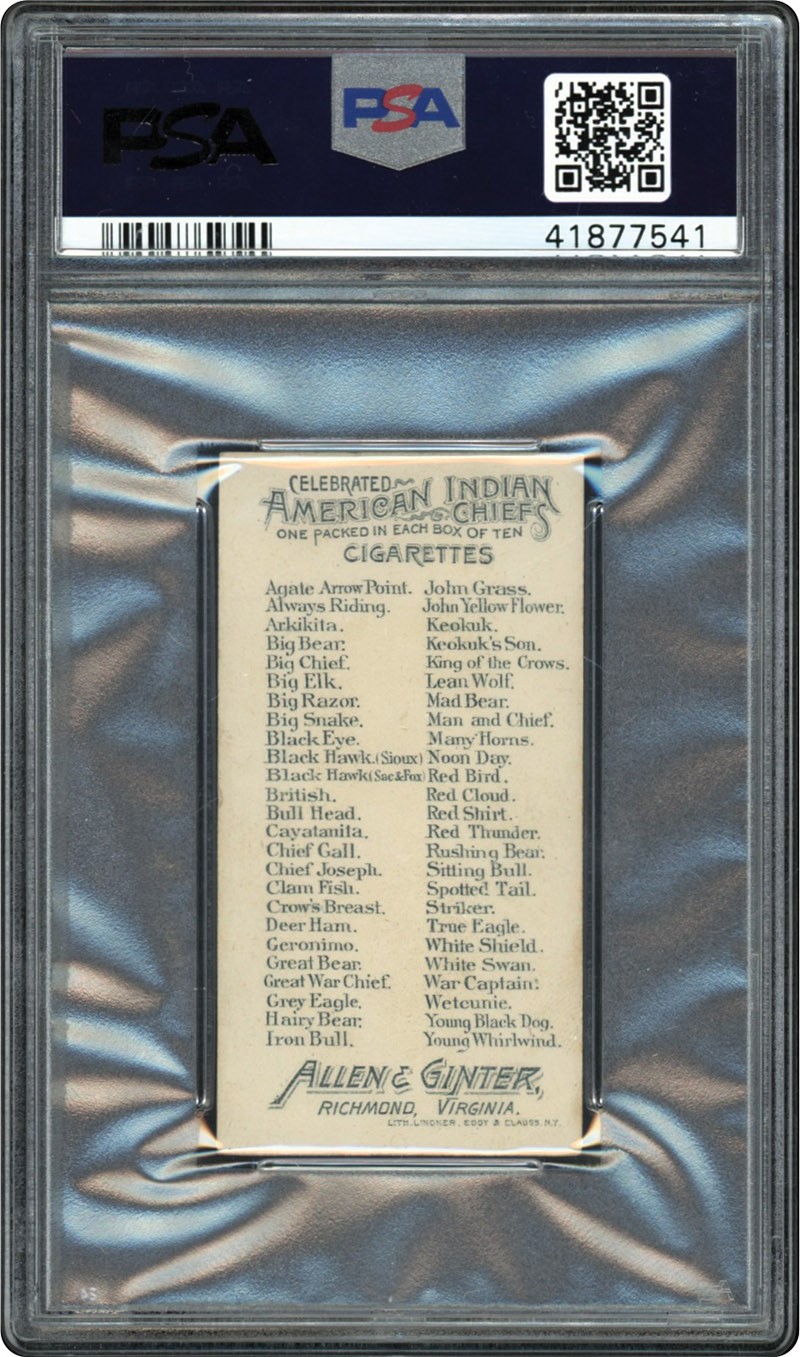 PSA
PSA
41877541
CELEBRATED
AMERICAN INDIAN
CHIEFS
ONE PACKED IN EACH BOX OF TEN
CIGARETTES
Agate Arrow Point.
Always Riding.
Arkikita.
Big Bear.
Big Chief.
Big Elk.
Big Razor.
Big Snake.
Black Eye.
Black Hawk.(Sioux)
Black Hawk(Sac&Fox)
British.
Bull Head.
Cayatanita.
Chief Gall.
Chief Joseph.
Clam Fish.
Crow's Breast.
Deer Ham.
Geronimo.
Great Bear.
Great War Chief.
Grey Eagle.
Hairy Bear.
Iron Bull.
John Grass.
John Yellow Flower.
Keokuk.
Keokuk's Son.
King of the Crows.
Lean Wolf.
Mad Bear.
Man and Chief.
Many Horns.
Noon Day.
Red Bird.
Red Cloud.
Red Shirt.
Red Thunder.
Rushing Bear.
Sitting Bull.
Spotted Tail.
Striker.
True Eagle.
White Shield.
White Swan.
War Captain.
Wetcunie.
Young Black Dog.
Young Whirlwind.
ALLEN & GINTER,
RICHMOND, VIRGINIA.
LITH. LINDNER, EDDY & CLAUSS. N.Y.